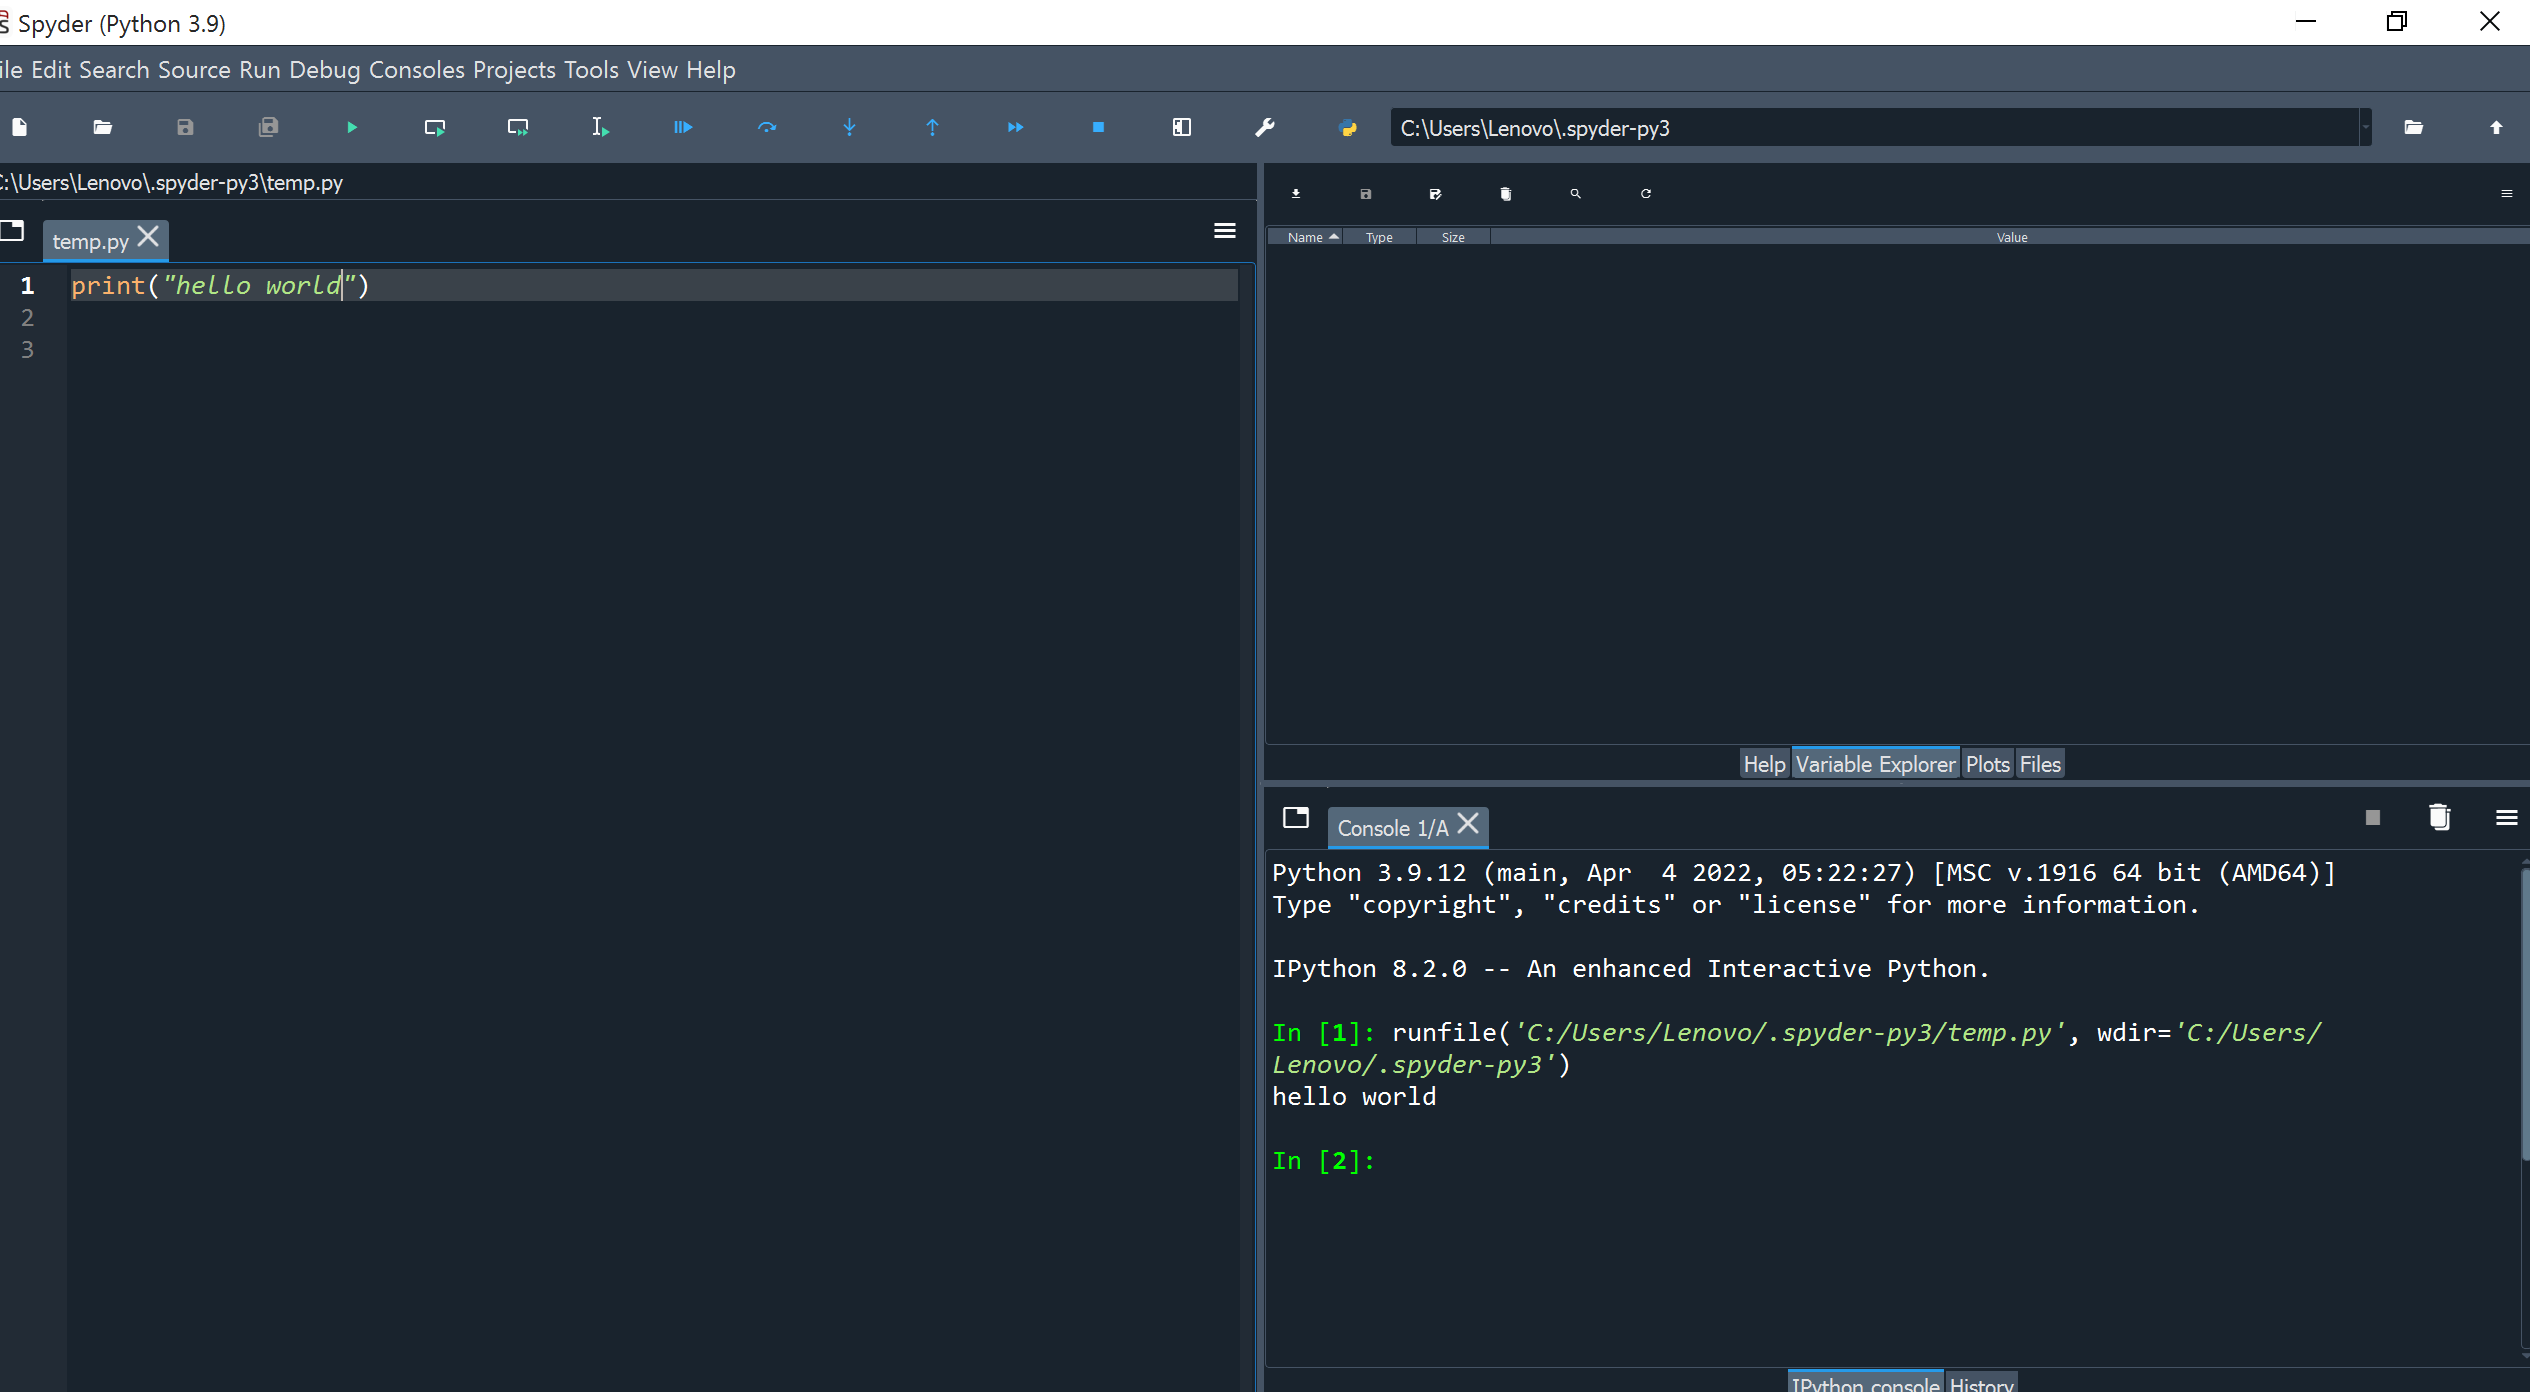 Spyder (Python 3.9)
ile Edit Search Source Run Debug Consoles Projects Tools View Help
C:\Users\Lenovo\.spyder-py3
:\Users\Lenovo\.spyder-py3\temp.py
temp.py
1 print("hello world")
2
3
Name Type Size Value
Help Variable Explorer Plots Files
Console 1/A
Python 3.9.12 (main, Apr  4 2022, 05:22:27) [MSC v.1916 64 bit (AMD64)]
Type "copyright", "credits" or "license" for more information.
IPython 8.2.0 -- An enhanced Interactive Python.
In [1]: runfile('C:/Users/Lenovo/.spyder-py3/temp.py', wdir='C:/Users/
Lenovo/.spyder-py3')
hello world
In [2]:
IPython console History